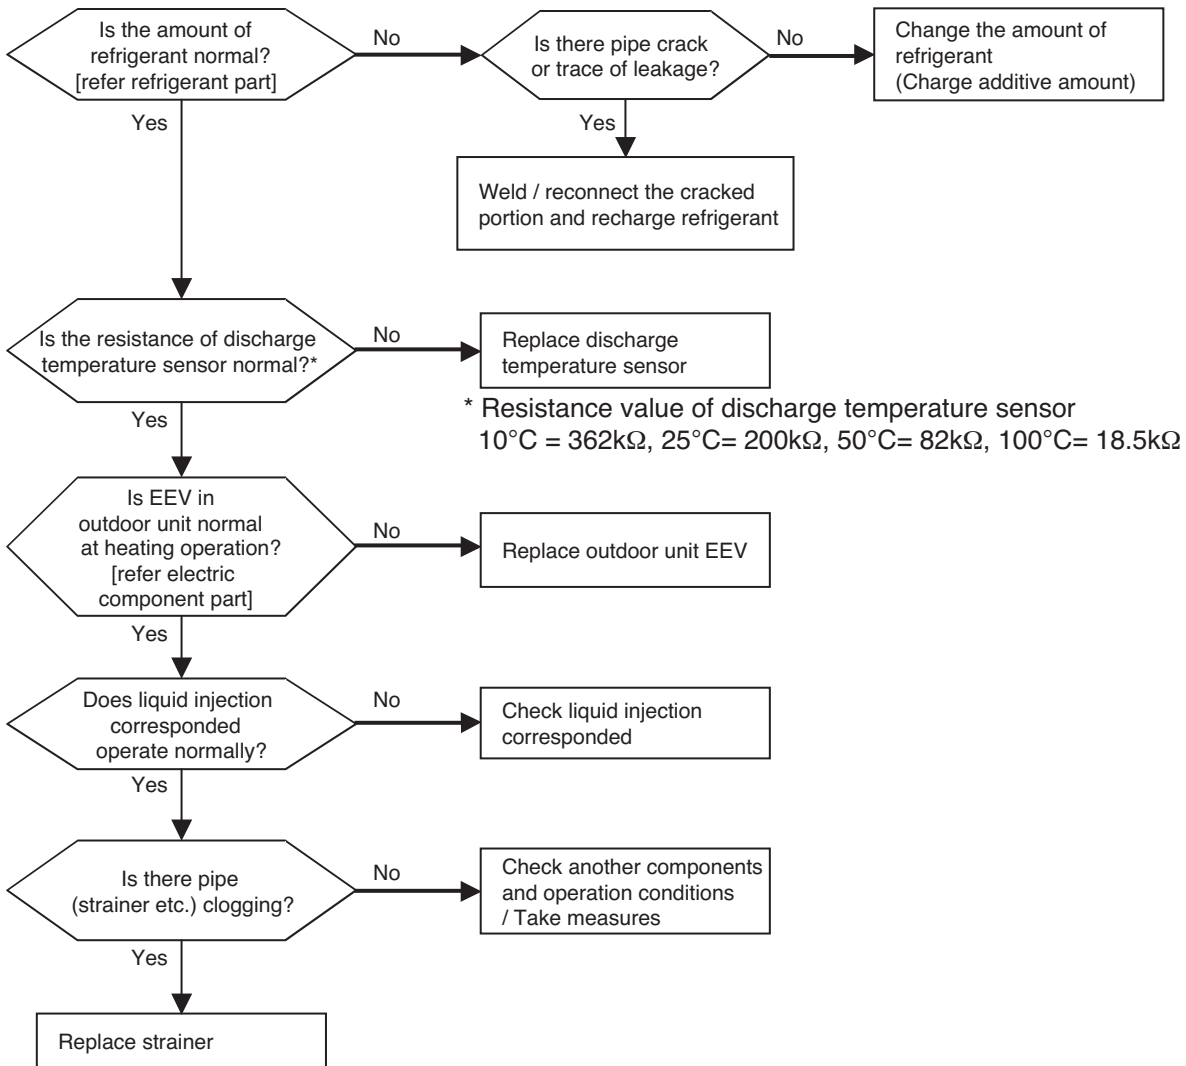 Is the amount of
refrigerant normal?
[refer refrigerant part]
No
Is there pipe crack
or trace of leakage?
No
Change the amount of
refrigerant
(Charge additive amount)
Yes
Yes
Weld / reconnect the cracked
portion and recharge refrigerant
Is the resistance of discharge
temperature sensor normal?*
No
Replace discharge
temperature sensor
Yes
* Resistance value of discharge temperature sensor
10°C = 362kΩ, 25°C= 200kΩ, 50°C= 82kΩ, 100°C= 18.5kΩ
Is EEV in
outdoor unit normal
at heating operation?
[refer electric
component part]
No
Replace outdoor unit EEV
Yes
Does liquid injection
corresponded
operate normally?
No
Check liquid injection
corresponded
Yes
Is there pipe
(strainer etc.) clogging?
No
Check another components
and operation conditions
/ Take measures
Yes
Replace strainer